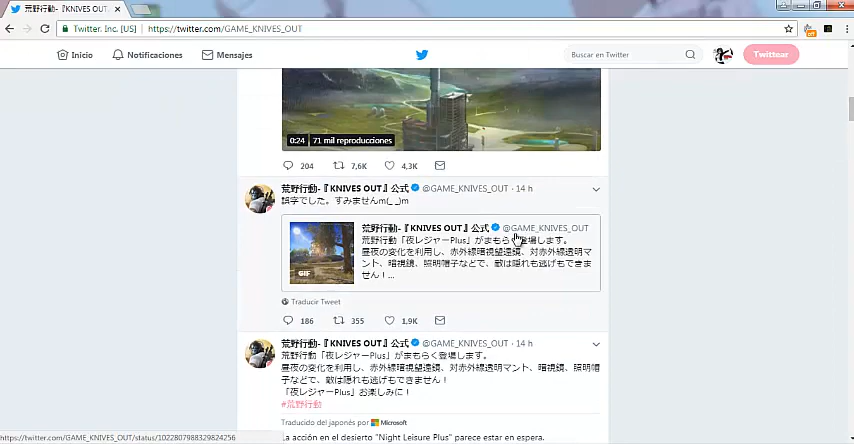 荒野行動-『KNIVES OUT
Twitter, Inc. [US]
https://twitter.com/GAME_KNIVES_OUT
Inicio
Notificaciones
Mensajes
Buscar en Twitter
Twittear
0:24
71 mil reproducciones
204
7,6K
4,3K
荒野行動-『KNIVES OUT』公式 @GAME_KNIVES_OUT · 14 h
誤字でした。すみませんm(_ _)m
荒野行動-『KNIVES OUT』公式 @GAME_KNIVES_OUT
荒野行動「夜レジャーPlus」がまもらく登場します。
昼夜の変化を利用し、赤外線暗視望遠鏡、対赤外線透明マ
ント、暗視鏡、照明帽子などで、敵は隠れも逃げもできま
せん！...
GIF
Traducir Tweet
186
355
1,9K
荒野行動-『KNIVES OUT』公式 @GAME_KNIVES_OUT · 14 h
荒野行動「夜レジャーPlus」がまもらく登場します。
昼夜の変化を利用し、赤外線暗視望遠鏡、対赤外線透明マント、暗視鏡、照明帽
子などで、敵は隠れも逃げもできません！
「夜レジャーPlus」お楽しみに！
#荒野行動
Traducido del japonés por Microsoft
La acción en el desierto "Night Leisure Plus" parece estar en espera.
https://twitter.com/GAME_KNIVES_OUT/status/1022807988329824256